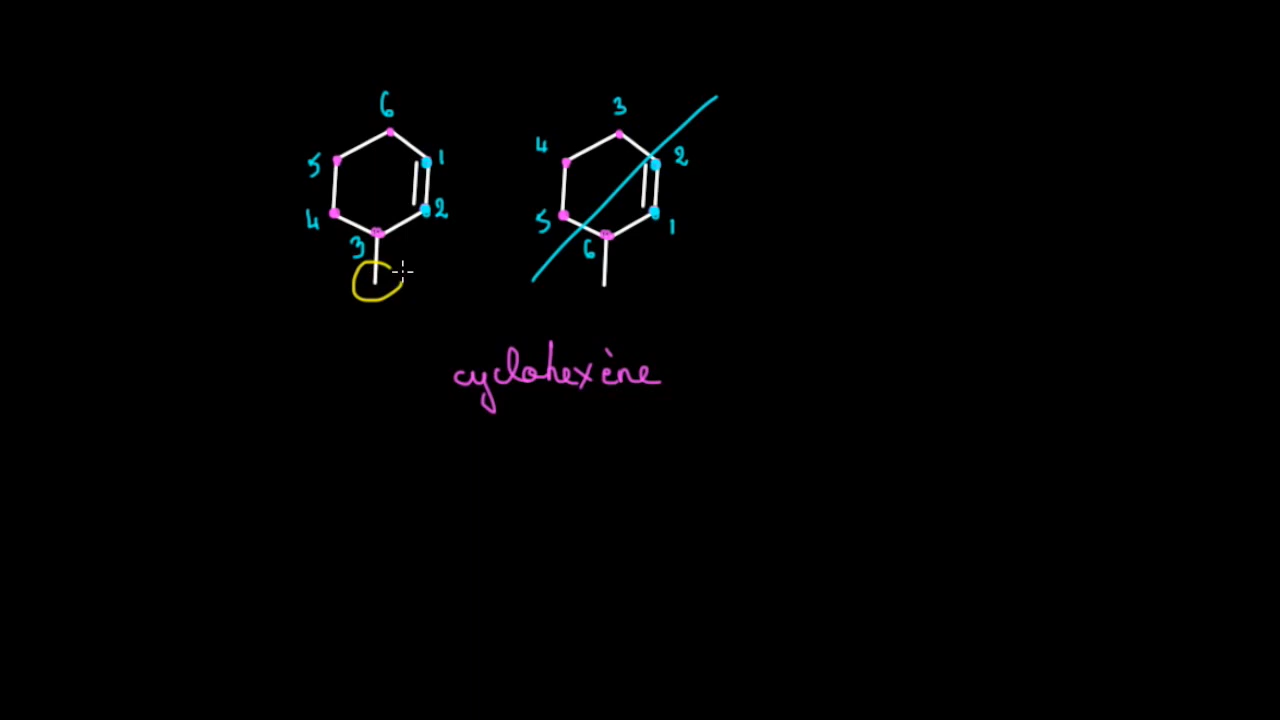 6 3
5 1 4 2
4 2 5 1
3 6
cyclohexène